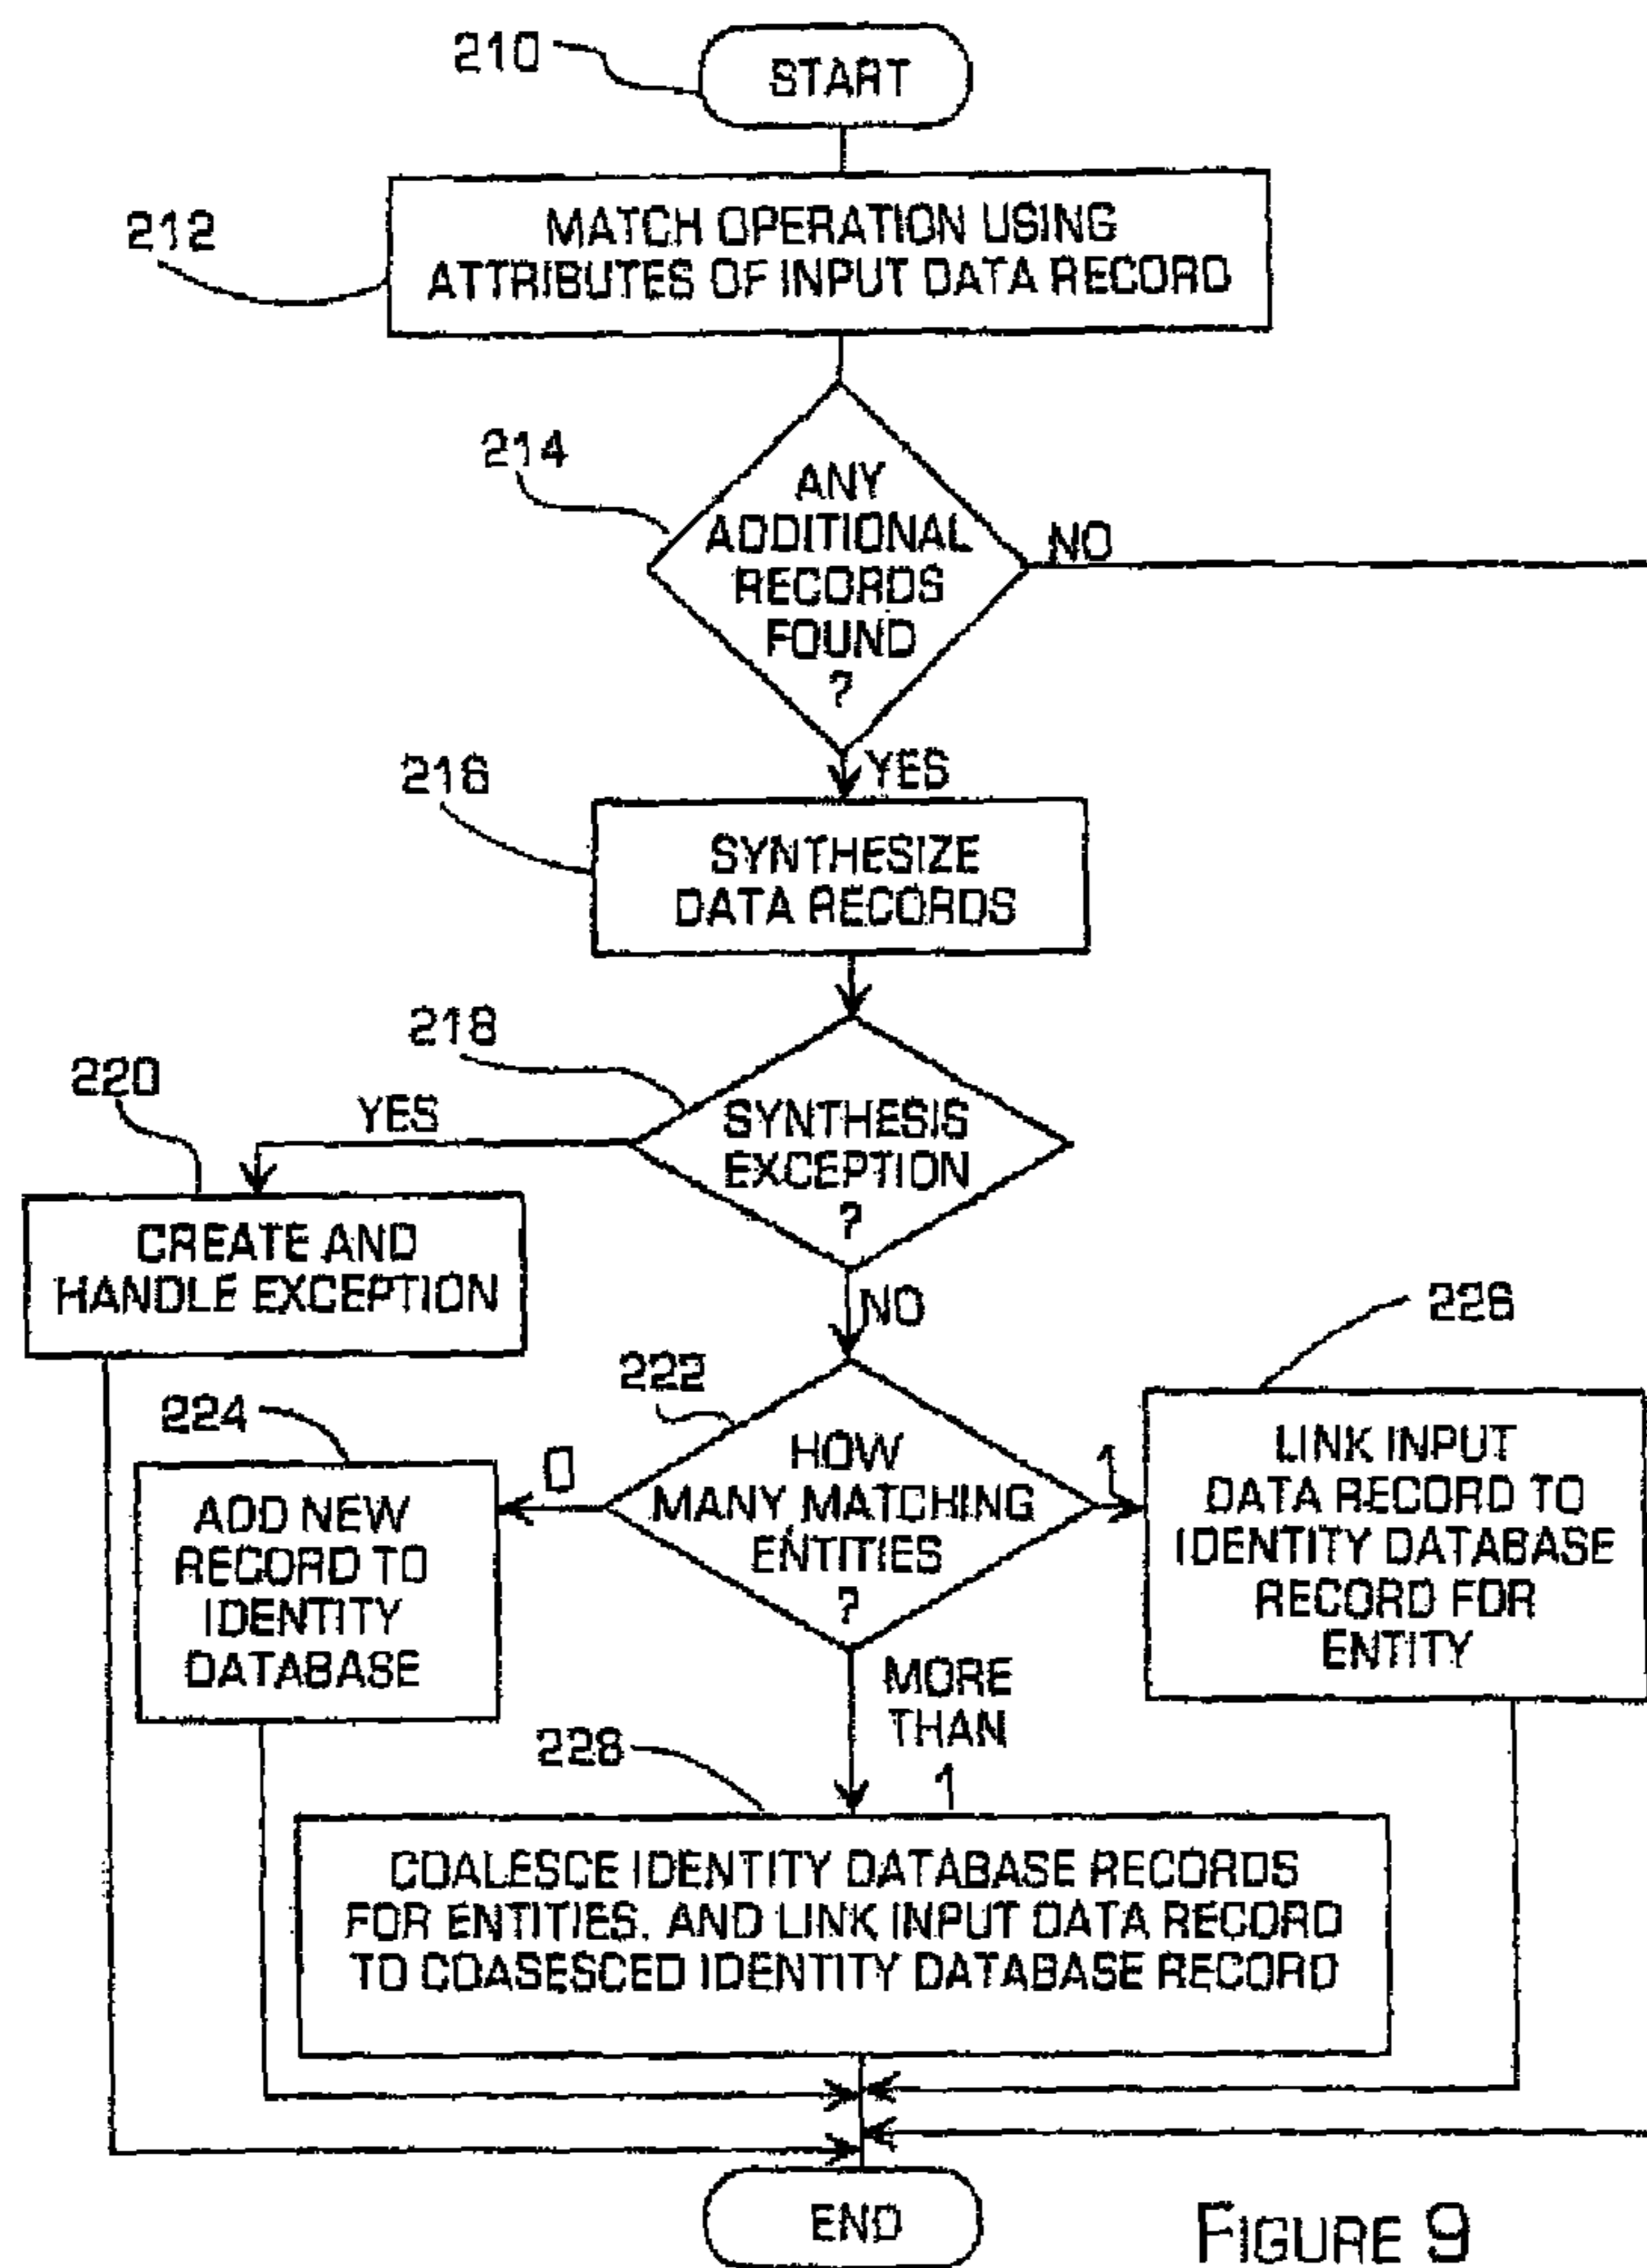 210
START
212
MATCH OPERATION USING
ATTRIBUTES OF INPUT DATA RECORD
214
ANY
ADDITIONAL
RECORDS
FOUND
?
NO
YES
216
SYNTHESIZE
DATA RECORDS
218
SYNTHESIS
EXCEPTION
?
YES
220
CREATE AND
HANDLE EXCEPTION
NO
222
HOW
MANY MATCHING
ENTITIES
?
0
1
224
ADD NEW
RECORD TO
IDENTITY
DATABASE
226
LINK INPUT
DATA RECORD TO
IDENTITY DATABASE
RECORD FOR
ENTITY
MORE
THAN
1
228
COALESCE IDENTITY DATABASE RECORDS
FOR ENTITIES, AND LINK INPUT DATA RECORD
TO COASESCED IDENTITY DATABASE RECORD
END
FIGURE 9